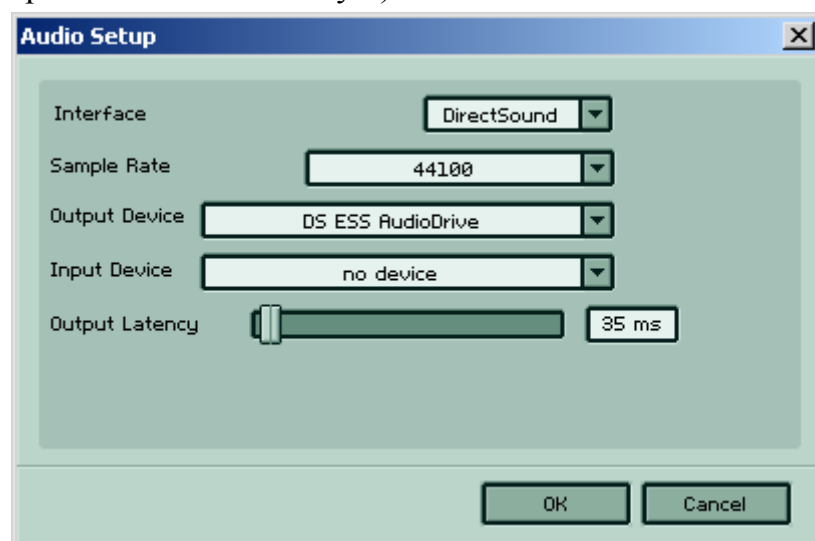 Audio Setup
Interface DirectSound
Sample Rate 44100
Output Device DS ESS AudioDrive
Input Device no device
Output Latency 35 ms
OK Cancel